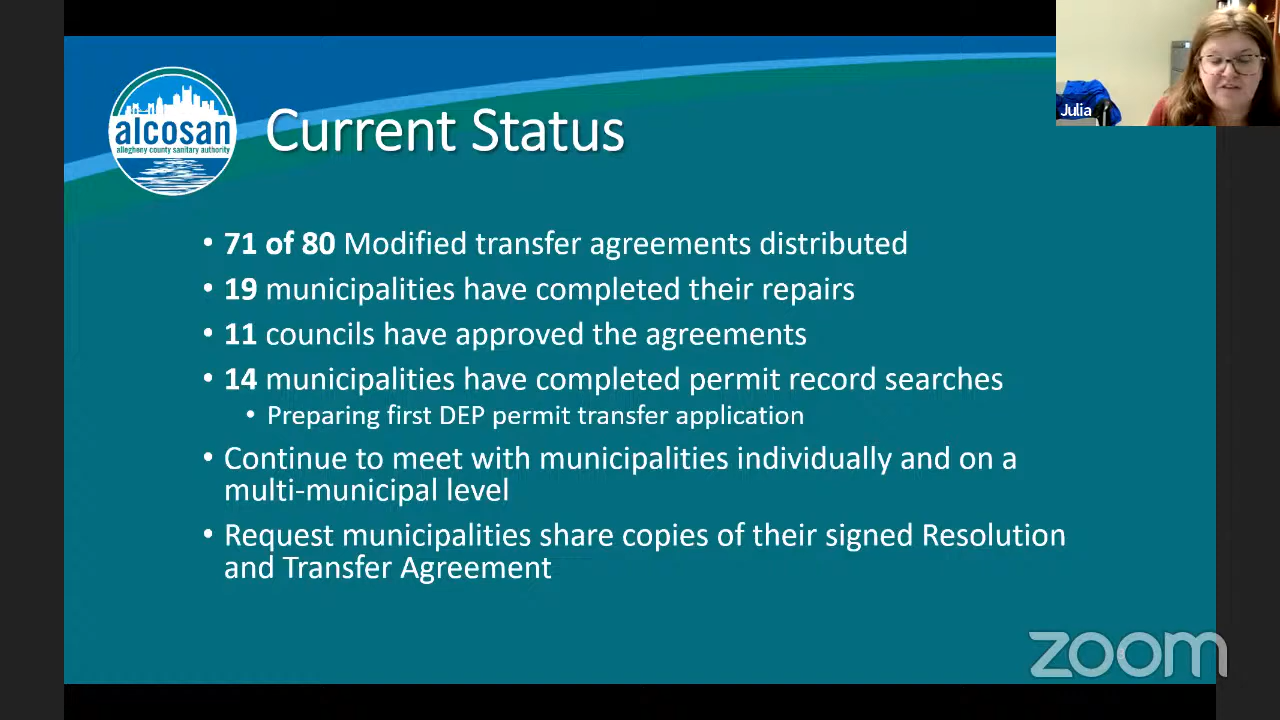 alcosan
allegheny county sanitary authority
Current Status
Julia
• 71 of 80 Modified transfer agreements distributed
• 19 municipalities have completed their repairs
• 11 councils have approved the agreements
• 14 municipalities have completed permit record searches
• Preparing first DEP permit transfer application
• Continue to meet with municipalities individually and on a
multi-municipal level
• Request municipalities share copies of their signed Resolution
and Transfer Agreement
zoom